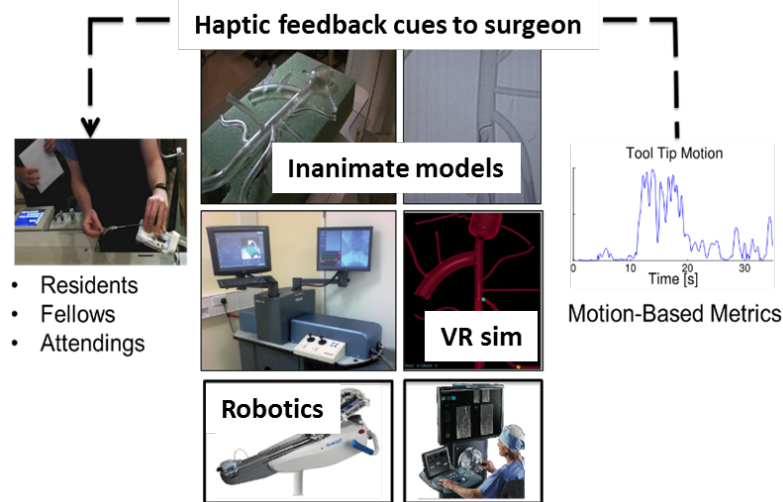 Haptic feedback cues to surgeon
Inanimate models
Tool Tip Motion
0 10 20 30
Time [s]
Motion-Based Metrics
• Residents
• Fellows
• Attendings
VR sim
Robotics